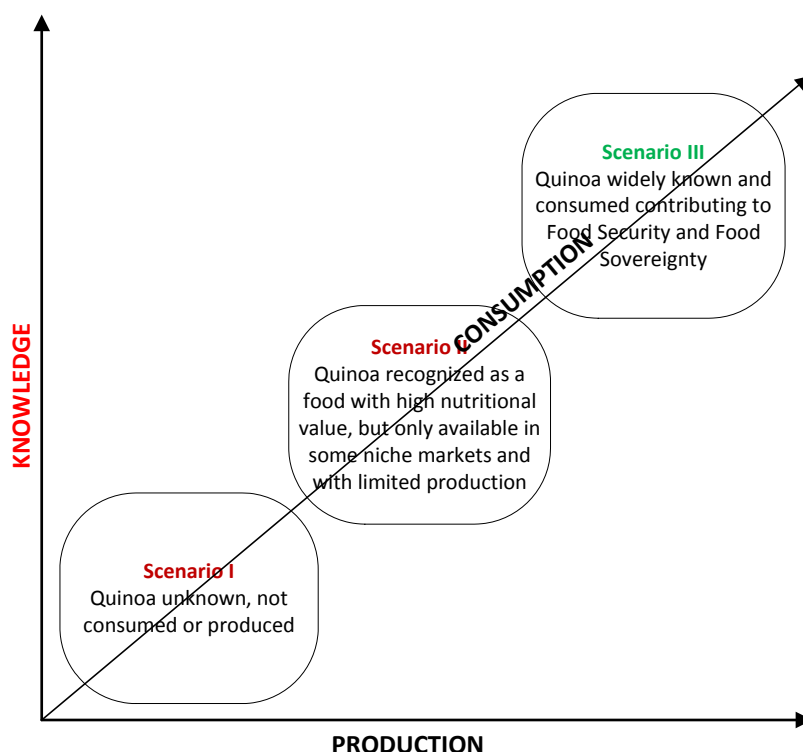 Scenario III
Quinoa widely known and
consumed contributing to
Food Security and Food
Sovereignty
CONSUMPTION
Scenario II
Quinoa recognized as a
food with high nutritional
value, but only available in
some niche markets and
with limited production
KNOWLEDGE
Scenario I
Quinoa unknown, not
consumed or produced
PRODUCTION